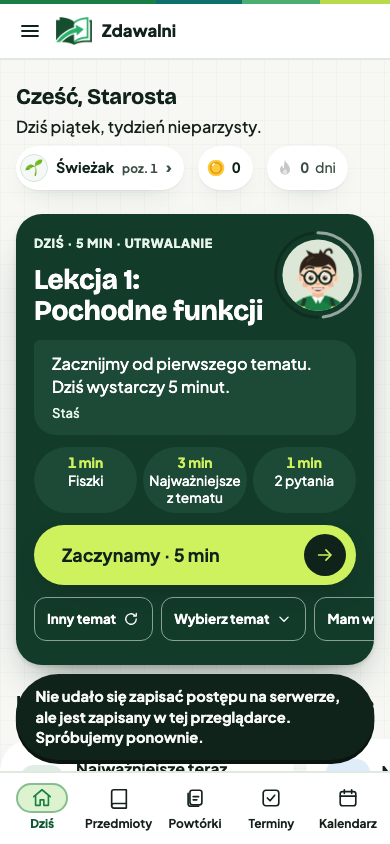 Zdawalni
Cześć, Starosta
Dziś piątek, tydzień nieparzysty.
Świeżak poz. 1 ›
0
0 dni
DZIŚ · 5 MIN · UTRWALANIE
Lekcja 1:
Pochodne funkcji
Zacznijmy od pierwszego tematu.
Dziś wystarczy 5 minut.
Staś
1 min
Fiszki
3 min
Najważniejsze
z tematu
1 min
2 pytania
Zaczynamy · 5 min
Inny temat
Wybierz temat
Mam w
Nie udało się zapisać postępu na serwerze,
ale jest zapisany w tej przeglądarce.
Spróbujemy ponownie.
Najważniejsze teraz
Dziś
Przedmioty
Powtórki
Terminy
Kalendarz